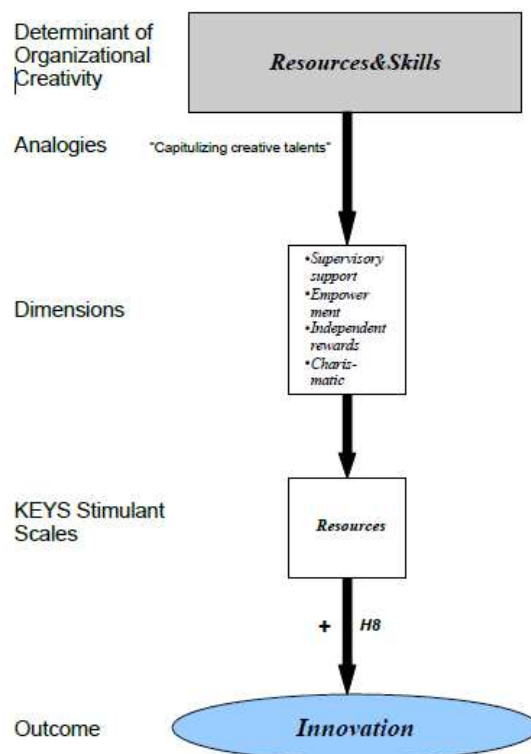 Determinant of
Organizational
Creativity
Resources&Skills
Analogies
"Capitulizing creative talents"
Dimensions
•Supervisory
support
•Empower
ment
•Independent
rewards
•Charis-
matic
KEYS Stimulant
Scales
Resources
+ H8
Outcome
Innovation